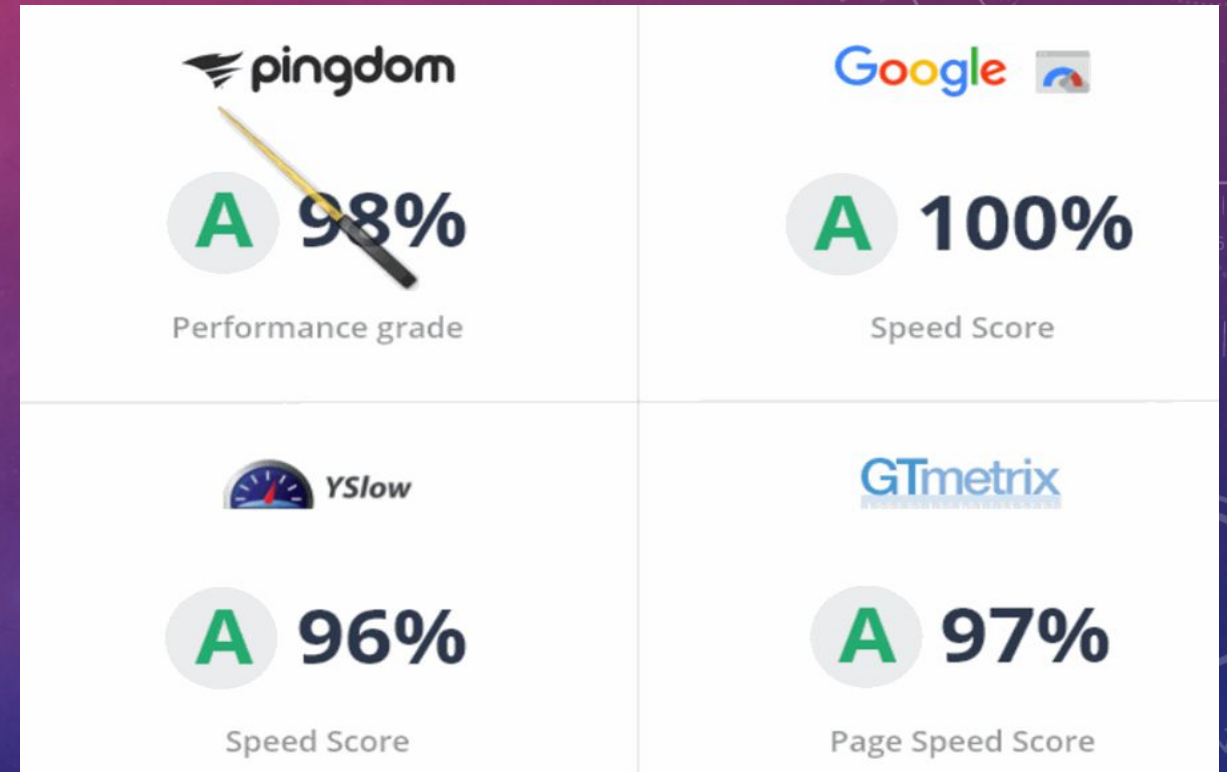 pingdom
A 98%
Performance grade
Google
A 100%
Speed Score
YSlow
A 96%
Speed Score
GTmetrix
A 97%
Page Speed Score